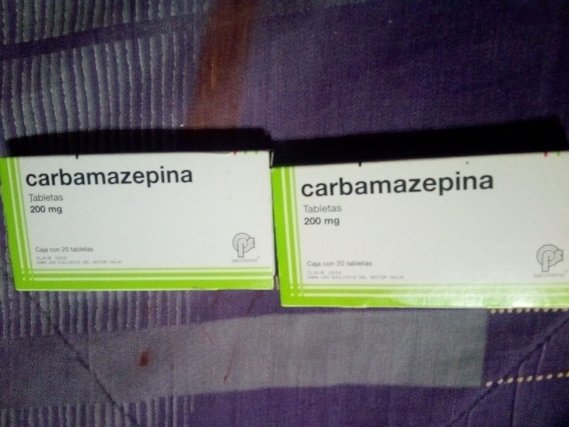 carbamazepina
Tabletas
200 mg
Caja con 20 tabletas
carbamazepina
Tabletas
200 mg
Caja con 20 tabletas